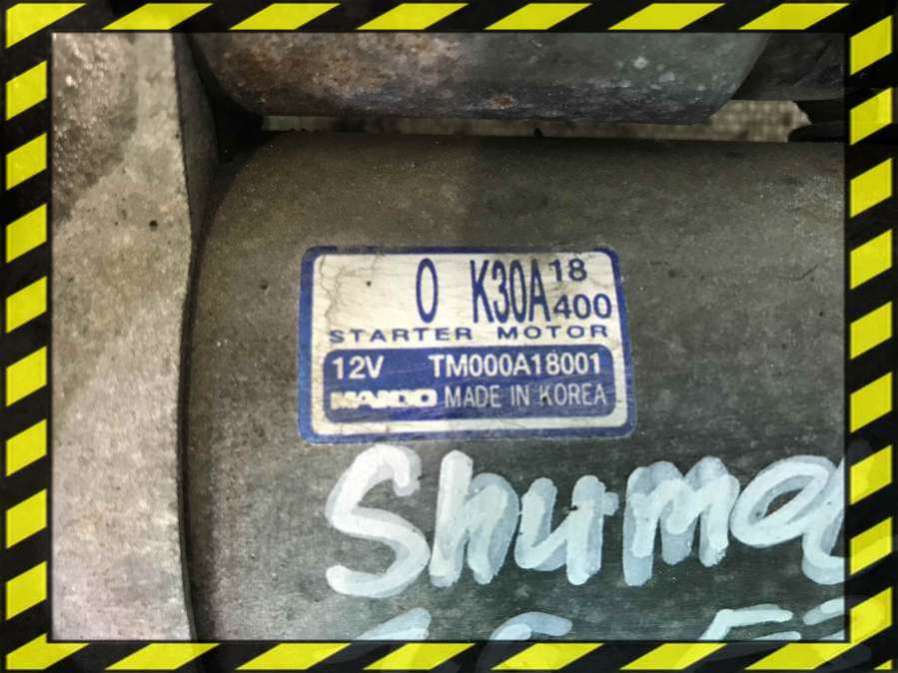 0 K30A 18 400
STARTER MOTOR
12V TM000A18001
MANDO MADE IN KOREA
Shuma